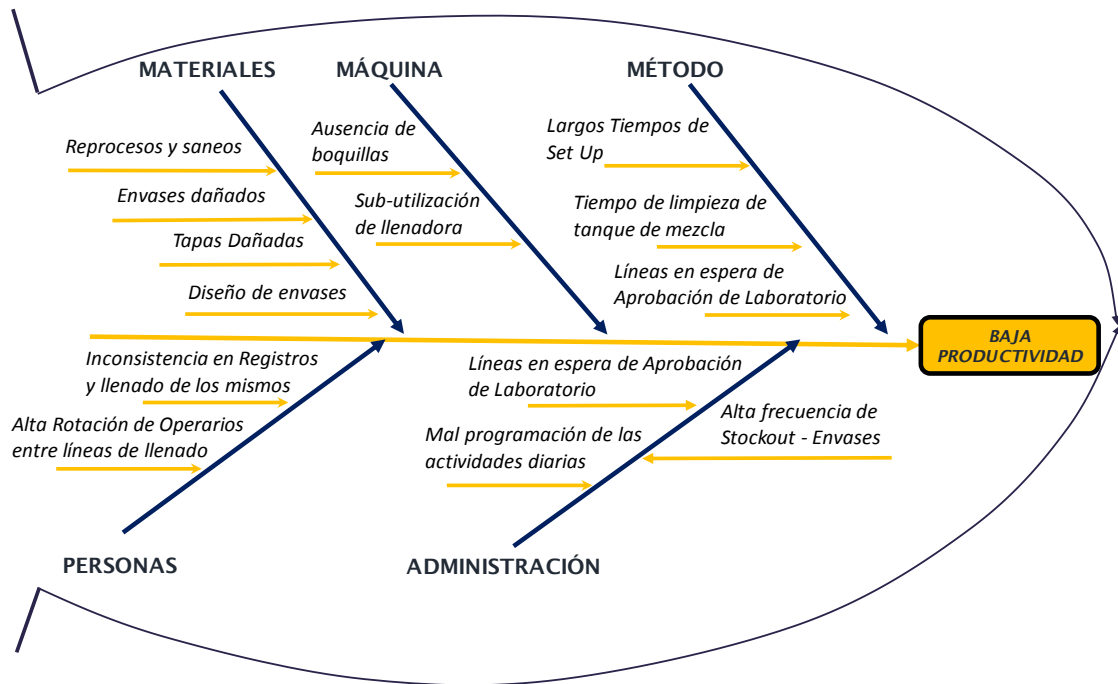 MATERIALES
MÁQUINA
MÉTODO
Reprocesos y saneos
Envases dañados
Tapas Dañadas
Diseño de envases
Ausencia de
boquillas
Sub-utilización
de llenadora
Largos Tiempos de
Set Up
Tiempo de limpieza de
tanque de mezcla
Líneas en espera de
Aprobación de Laboratorio
BAJA
PRODUCTIVIDAD
Inconsistencia en Registros
y llenado de los mismos
Alta Rotación de Operarios
entre líneas de llenado
Líneas en espera de Aprobación
de Laboratorio
Mal programación de las
actividades diarias
Alta frecuencia de
Stockout - Envases
PERSONAS
ADMINISTRACIÓN